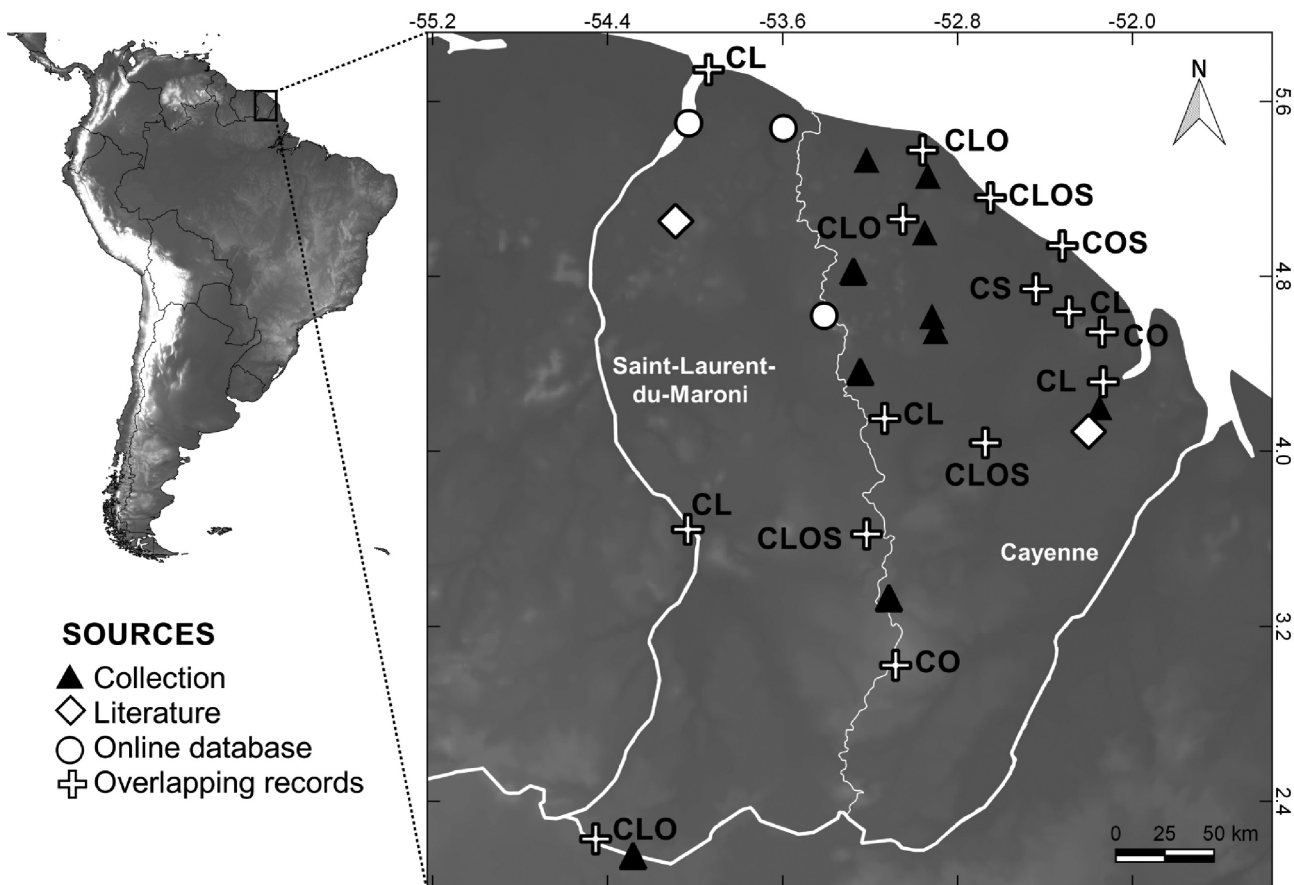 -55.2 -54.4 -53.6 -52.8 -52.0
N
CL
5.6
CLO
CLOS
CLO
COS
4.8
CS
CL
CO
Saint-Laurent-
du-Maroni
CL
CL
4.0
CLOS
CL
CLOS
Cayenne
SOURCES
Collection
Literature
Online database
Overlapping records
3.2
CO
2.4
CLO
0 25 50 km